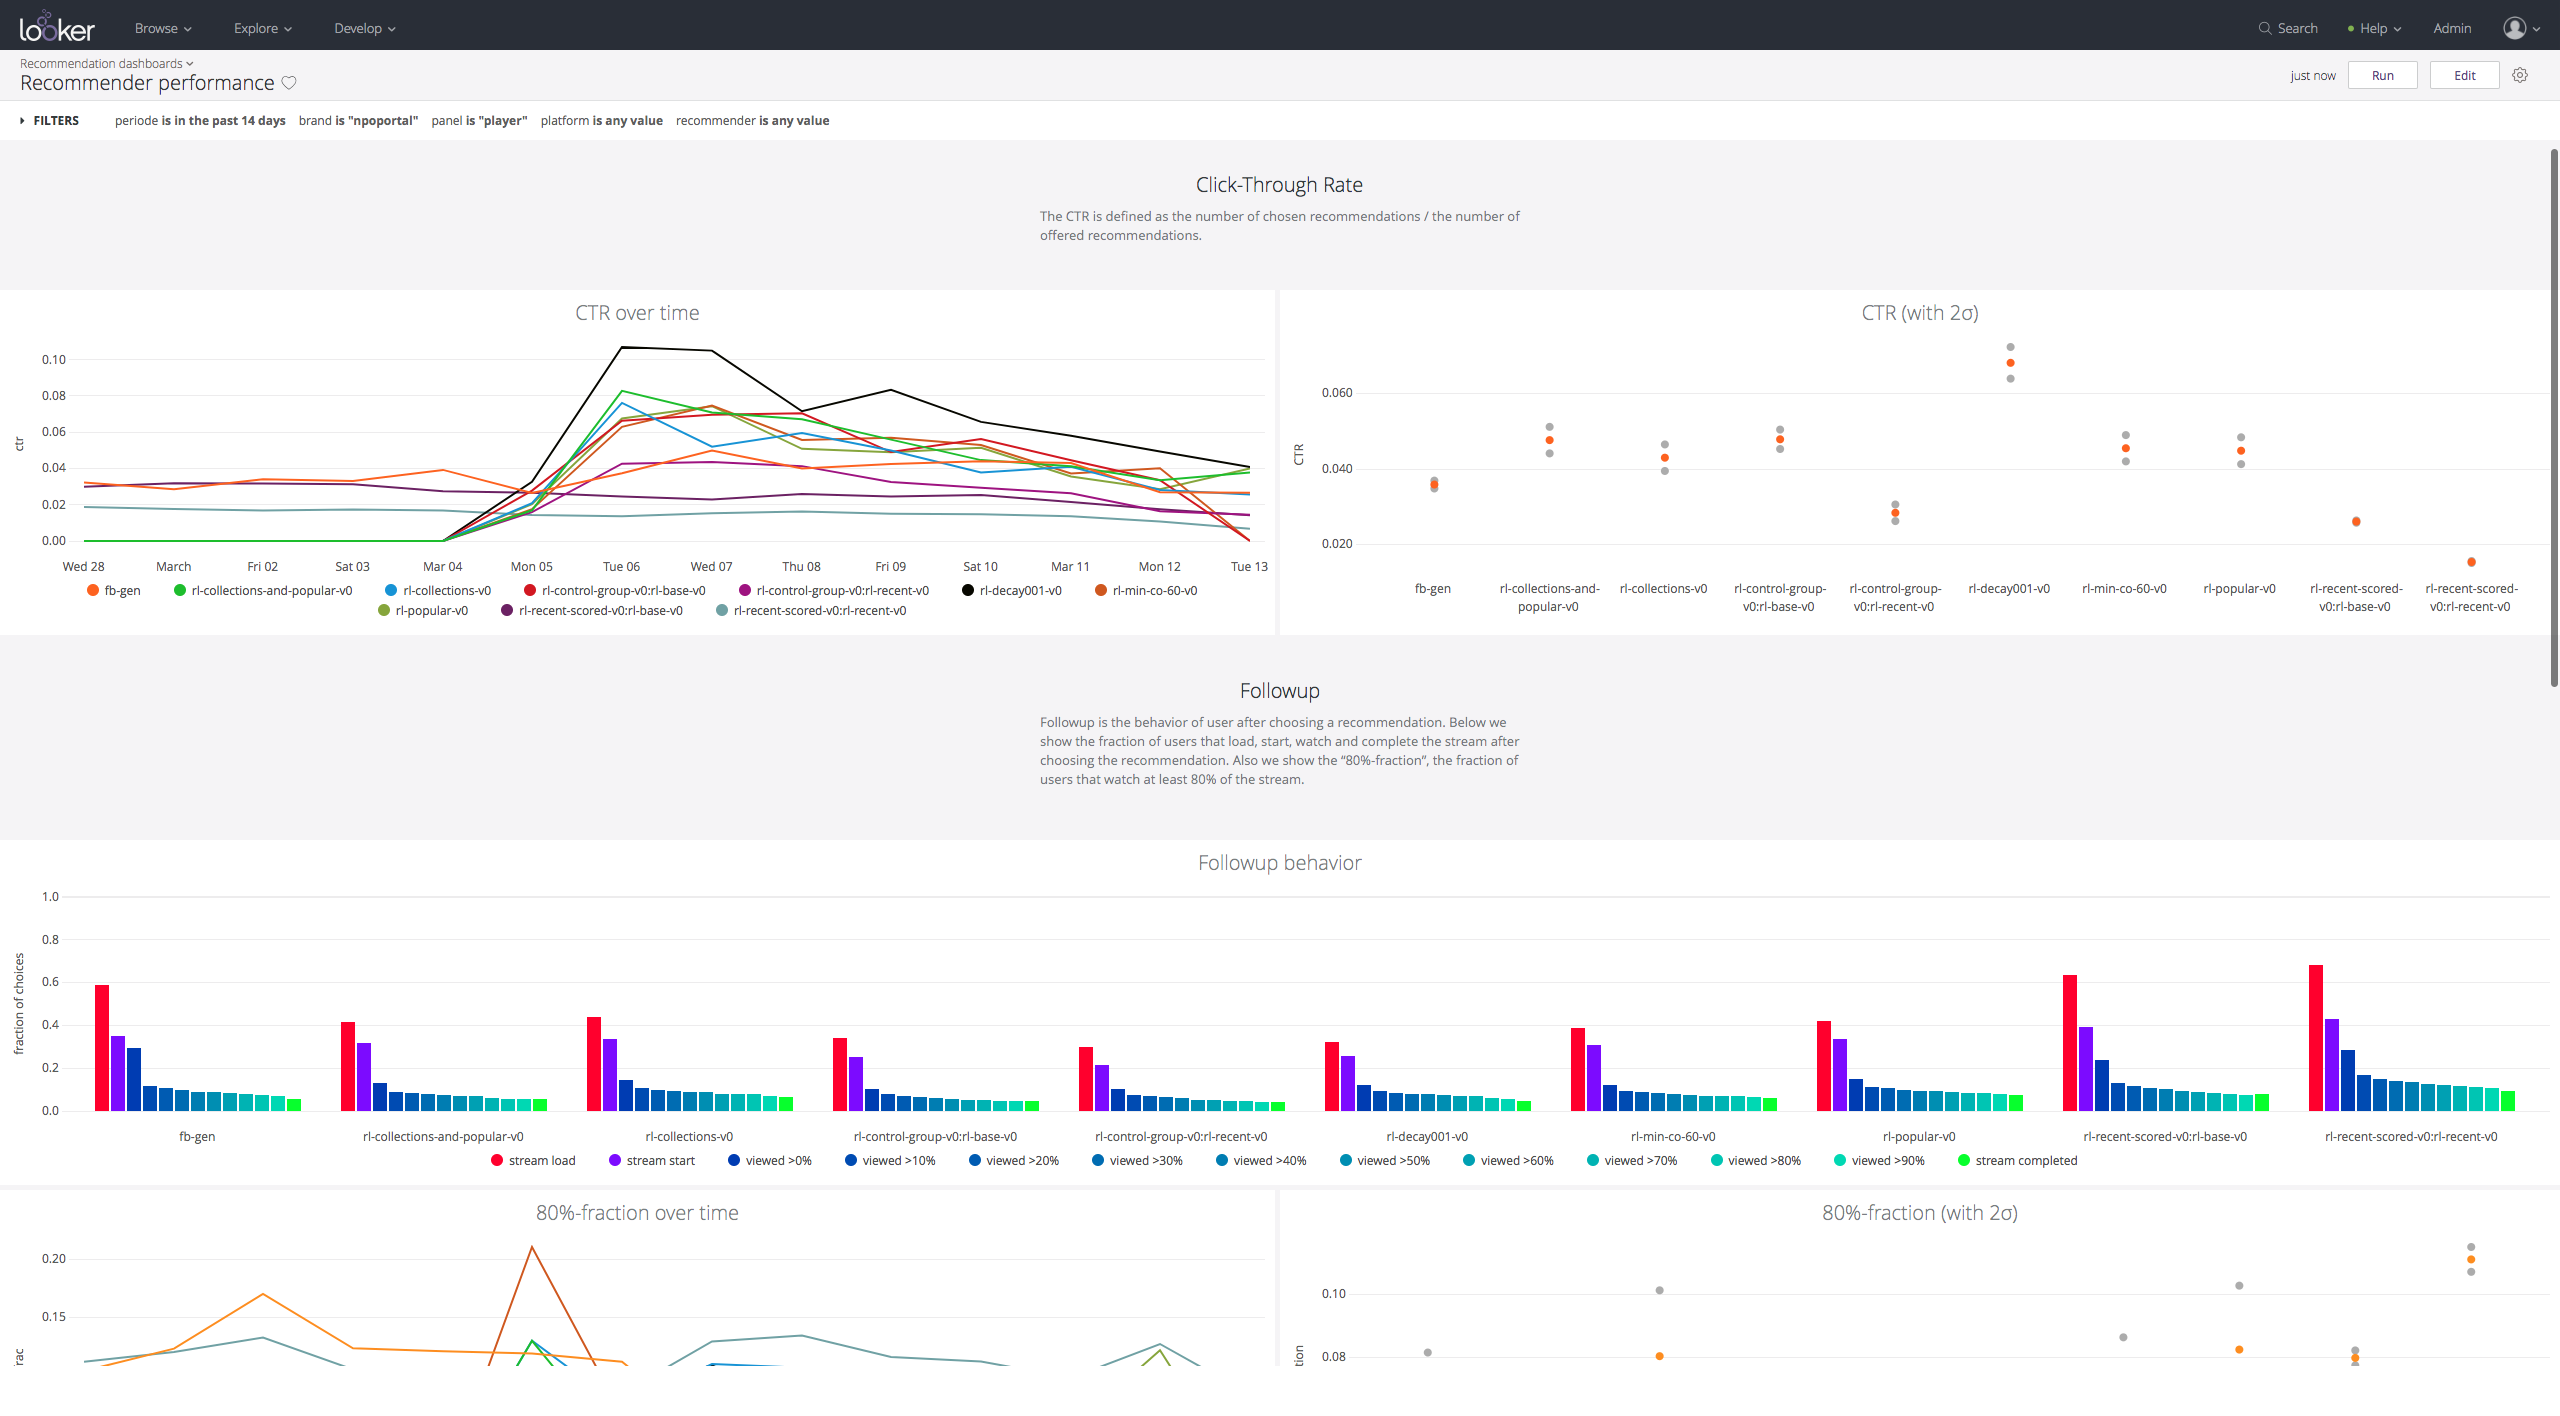 looker Browse Explore Develop Search Help Admin
Recommendation dashboards
Recommender performance
just now Run Edit
FILTERS periode is in the past 14 days brand is "npoportal" panel is "player" platform is any value recommender is any value
Click-Through Rate
The CTR is defined as the number of chosen recommendations / the number of
offered recommendations.
CTR over time
0.10
0.08
0.06
0.04
0.02
0.00
ctr
Wed 28 March Fri 02 Sat 03 Mar 04 Mon 05 Tue 06 Wed 07 Thu 08 Fri 09 Sat 10 Mar 11 Mon 12 Tue 13
fb-gen rl-collections-and-popular-v0 rl-collections-v0 rl-control-group-v0:rl-base-v0 rl-control-group-v0:rl-recent-v0 rl-decay001-v0 rl-min-co-60-v0
rl-popular-v0 rl-recent-scored-v0:rl-base-v0 rl-recent-scored-v0:rl-recent-v0
CTR (with 2σ)
0.060
0.040
0.020
CTR
fb-gen rl-collections-and- rl-collections-v0 rl-control-group- rl-control-group- rl-decay001-v0 rl-min-co-60-v0 rl-popular-v0 rl-recent-scored- rl-recent-scored-
popular-v0 v0:rl-base-v0 v0:rl-recent-v0 v0:rl-base-v0 v0:rl-recent-v0
Followup
Followup is the behavior of user after choosing a recommendation. Below we
show the fraction of users that load, start, watch and complete the stream after
choosing the recommendation. Also we show the “80%-fraction”, the fraction of
users that watch at least 80% of the stream.
Followup behavior
1.0
0.8
0.6
0.4
0.2
0.0
fraction of choices
fb-gen rl-collections-and-popular-v0 rl-collections-v0 rl-control-group-v0:rl-base-v0 rl-control-group-v0:rl-recent-v0 rl-decay001-v0 rl-min-co-60-v0 rl-popular-v0 rl-recent-scored-v0:rl-base-v0 rl-recent-scored-v0:rl-recent-v0
stream load stream start viewed >0% viewed >10% viewed >20% viewed >30% viewed >40% viewed >50% viewed >60% viewed >70% viewed >80% viewed >90% stream completed
80%-fraction over time
0.20
0.15
rac
80%-fraction (with 2σ)
0.10
0.08
tion